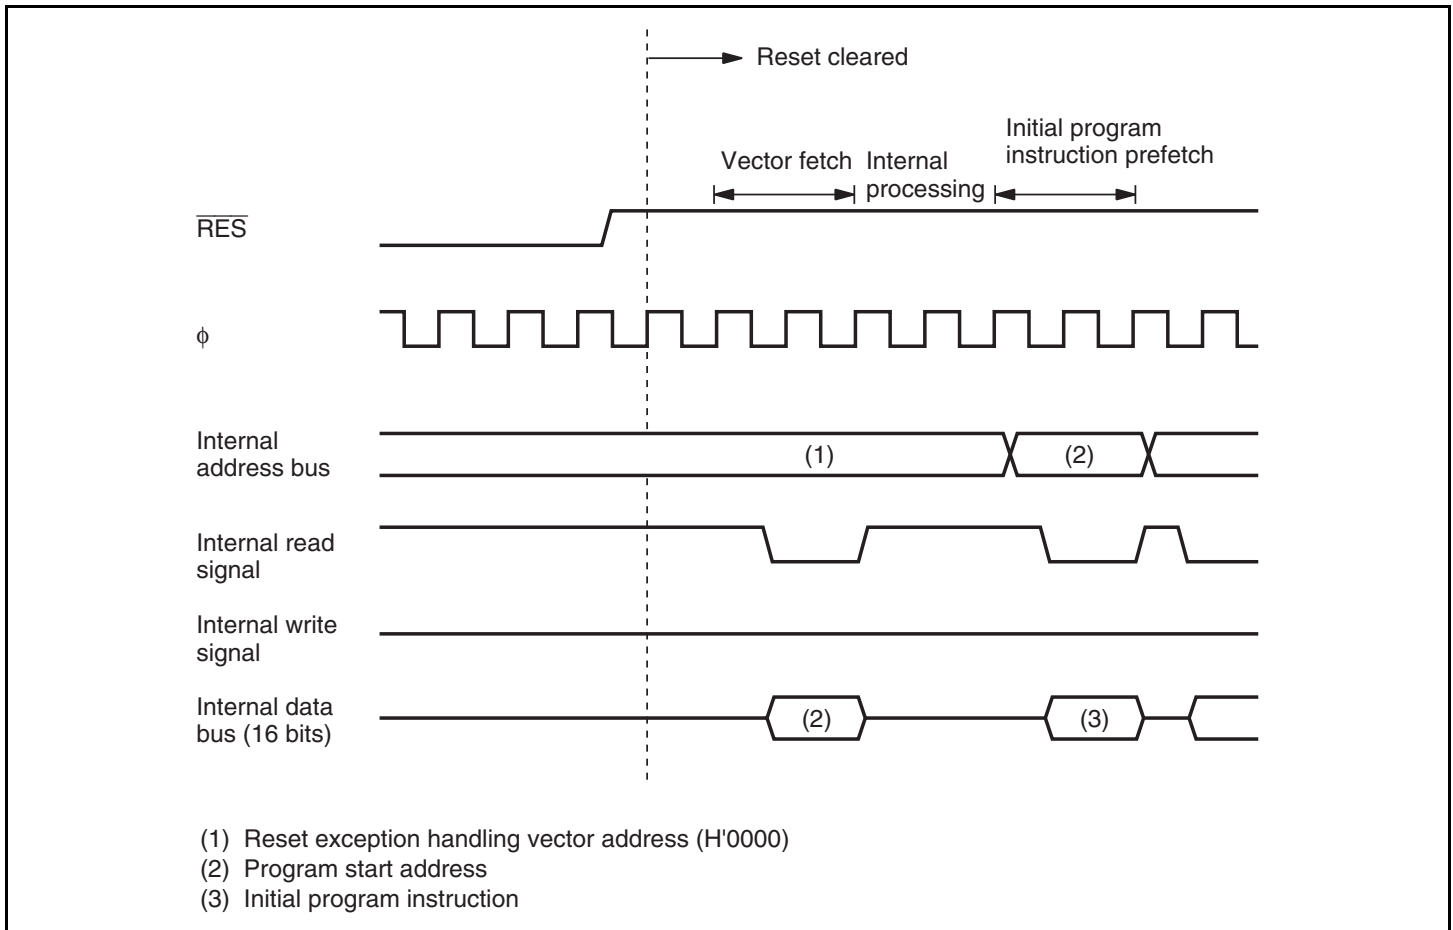 Reset cleared
Initial program
instruction prefetch
Vector fetch
Internal
processing
RES
ϕ
Internal
address bus
(1)
(2)
Internal read
signal
Internal write
signal
Internal data
bus (16 bits)
(2)
(3)
(1) Reset exception handling vector address (H'0000)
(2) Program start address
(3) Initial program instruction